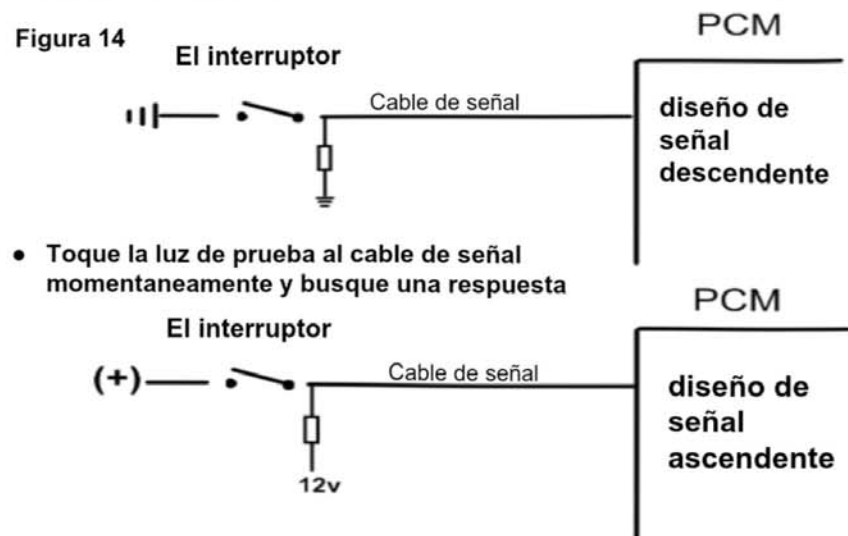 Figura 14
El interruptor
PCM
Cable de señal
diseño de
señal
descendente
● Toque la luz de prueba al cable de señal
momentaneamente y busque una respuesta
El interruptor
PCM
(+)
Cable de señal
diseño de
señal
ascendente
12v